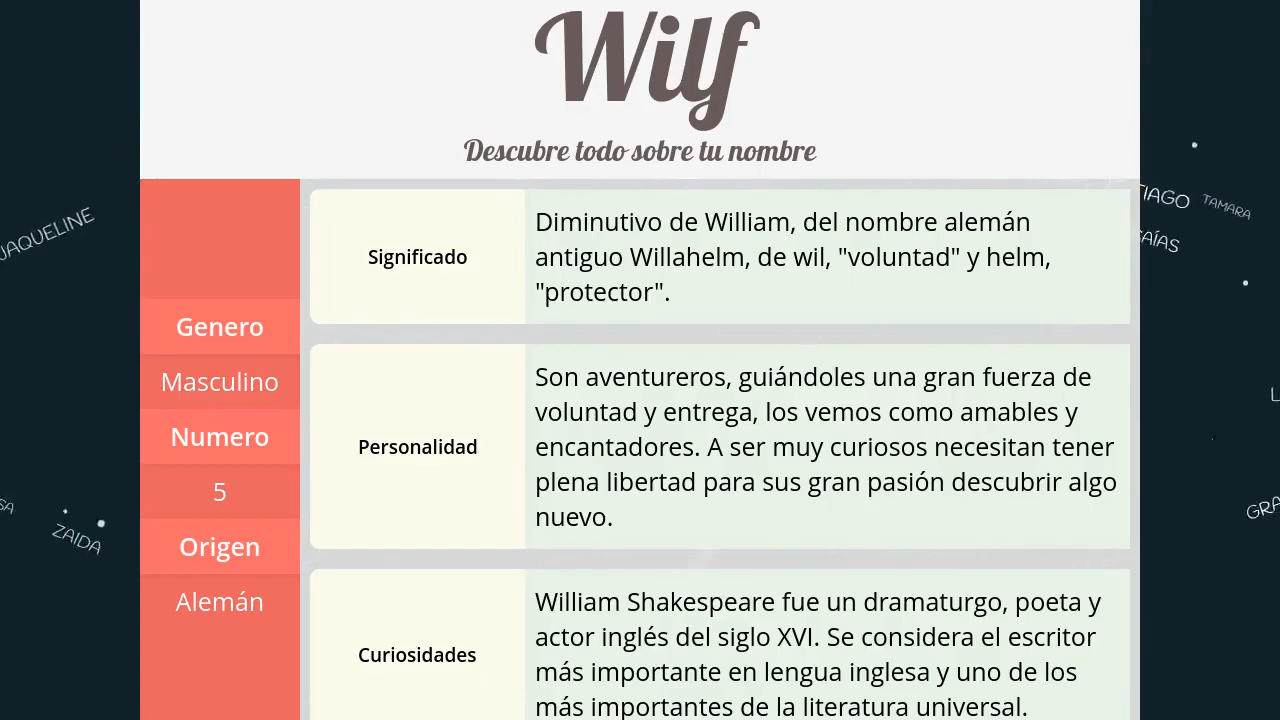 Wilf
Descubre todo sobre tu nombre
Genero
Masculino
Numero
5
Origen
Alemán
Significado
Diminutivo de William, del nombre alemán
antiguo Willahelm, de wil, "voluntad" y helm,
"protector".
Personalidad
Son aventureros, guiándoles una gran fuerza de
voluntad y entrega, los vemos como amables y
encantadores. A ser muy curiosos necesitan tener
plena libertad para sus gran pasión descubrir algo
nuevo.
Curiosidades
William Shakespeare fue un dramaturgo, poeta y
actor inglés del siglo XVI. Se considera el escritor
más importante en lengua inglesa y uno de los
más importantes de la literatura universal.
JAQUELINE
ZAIDA
TIAGO
TAMARA
AÍAS